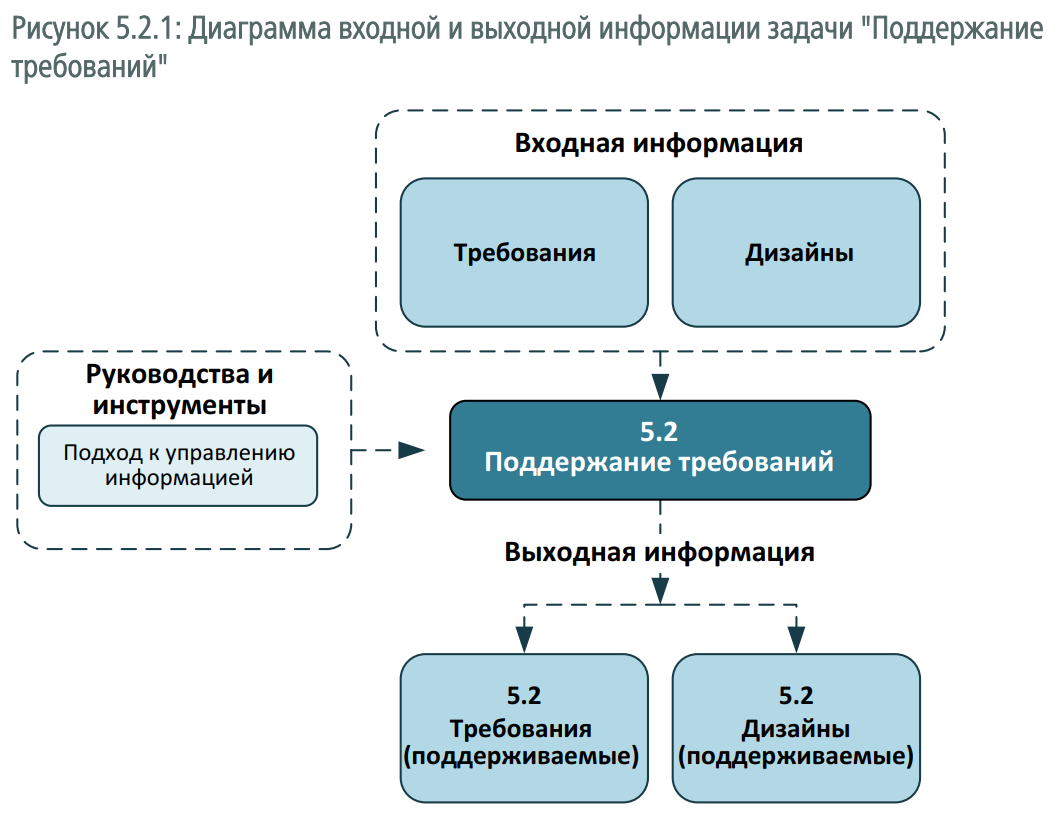 Рисунок 5.2.1: Диаграмма входной и выходной информации задачи "Поддержание
требований"
Входная информация
Требования
Дизайны
Руководства и
инструменты
Подход к управлению
информацией
5.2
Поддержание требований
Выходная информация
5.2
Требования
(поддерживаемые)
5.2
Дизайны
(поддерживаемые)